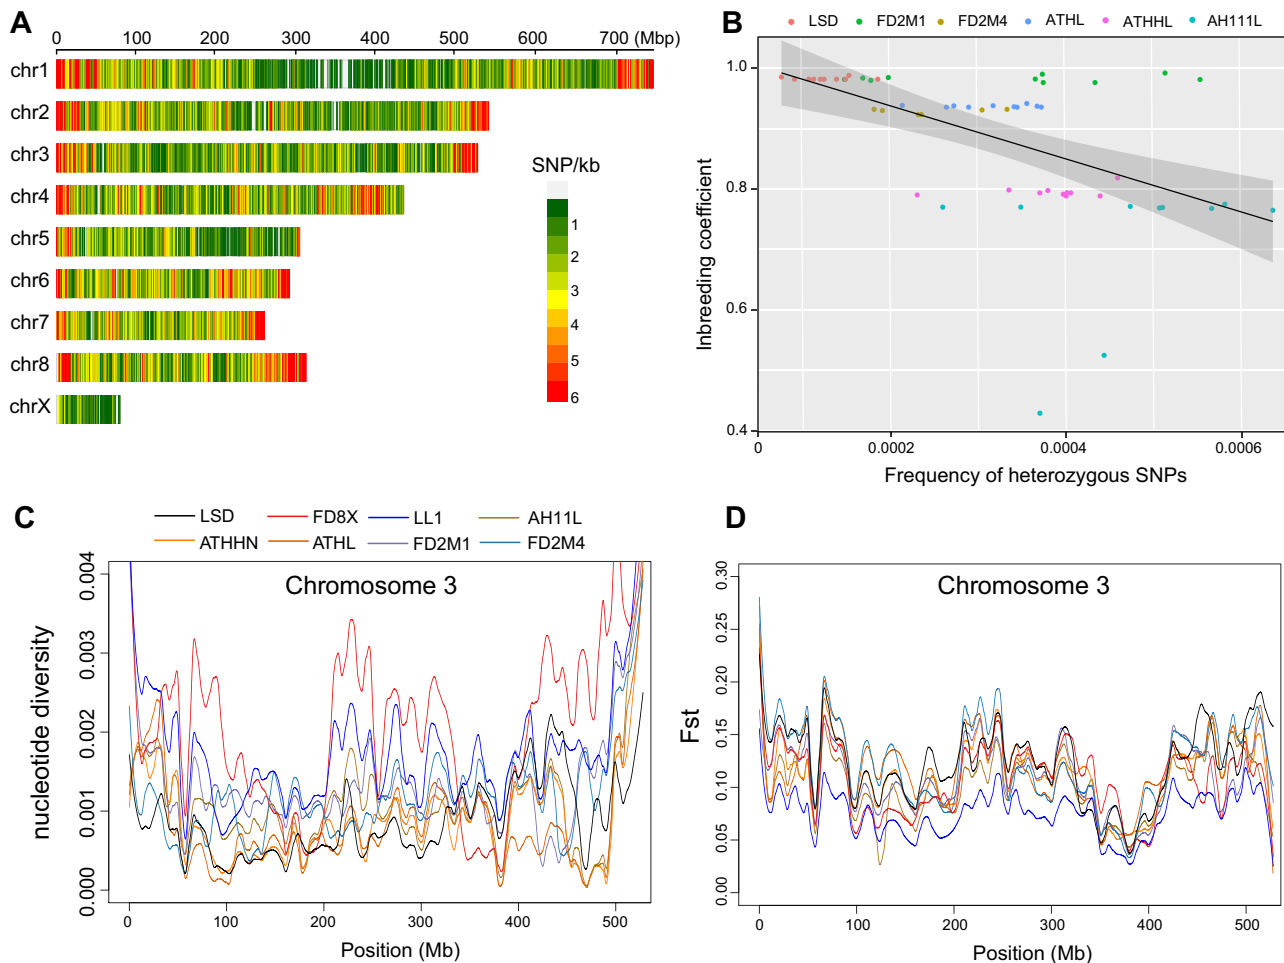 A
0 100 200 300 400 500 600 700 (Mbp)
chr1
chr2
chr3
chr4
chr5
chr6
chr7
chr8
chrX
SNP/kb
1
2
3
4
5
6
B
LSD FD2M1 FD2M4 ATHL ATHHL AH111L
Inbreeding coefficient
1.0
0.8
0.6
0.4
0 0.0002 0.0004 0.0006
Frequency of heterozygous SNPs
C
LSD FD8X LL1 AH11L
ATHHN ATHL FD2M1 FD2M4
Chromosome 3
nucleotide diversity
0.004
0.003
0.002
0.001
0.000
0 100 200 300 400 500
Position (Mb)
D
Chromosome 3
Fst
0.30
0.25
0.20
0.15
0.10
0.05
0.00
0 100 200 300 400 500
Position (Mb)